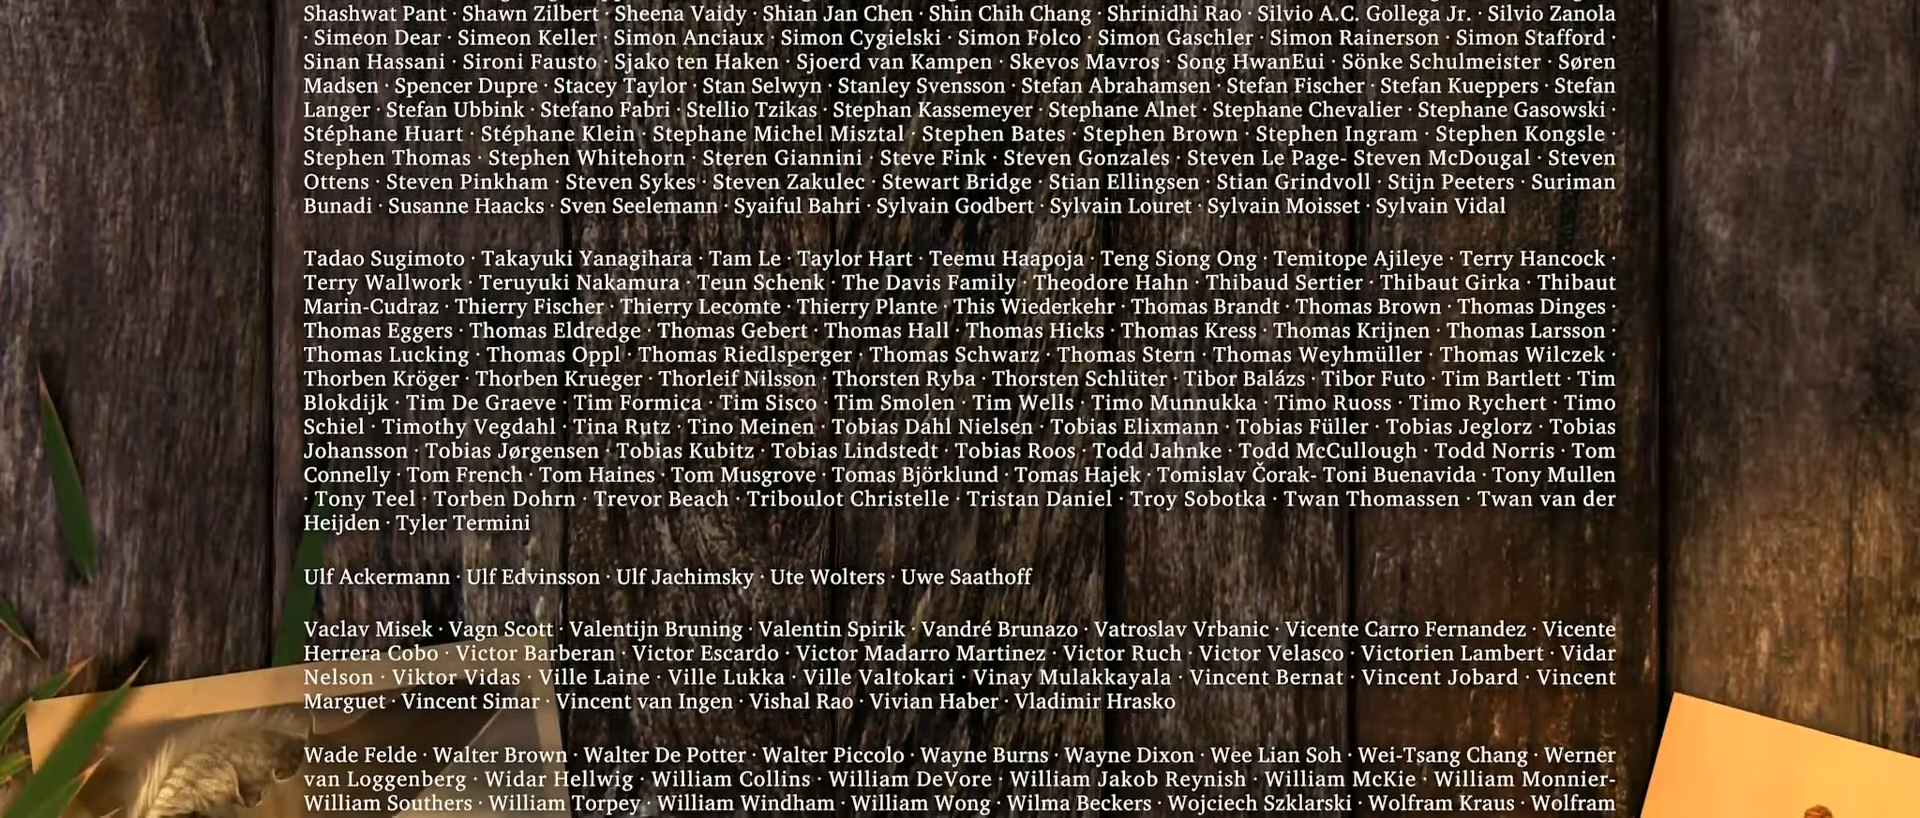 Shashwat Pant · Shawn Zilbert · Sheena Vaidy · Shian Jan Chen · Shin Chih Chang · Shrinidhi Rao · Silvio A.C. Gollega Jr. · Silvio Zanola
· Simeon Dear · Simeon Keller · Simon Anciaux · Simon Cygielski · Simon Folco · Simon Gaschler · Simon Rainerson · Simon Stafford ·
Sinan Hassani · Sironi Fausto · Sjako ten Haken · Sjoerd van Kampen · Skevos Mavros · Song HwanEui · Sönke Schulmeister · Søren
Madsen · Spencer Dupre · Stacey Taylor · Stan Selwyn · Stanley Svensson · Stefan Abrahamsen · Stefan Fischer · Stefan Kueppers · Stefan
Langer · Stefan Ubbink · Stefano Fabri · Stellio Tzikas · Stephan Kassemeyer · Stephane Alnet · Stephane Chevalier · Stephane Gasowski ·
Stéphane Huart · Stéphane Klein · Stephane Michel Misztal · Stephen Bates · Stephen Brown · Stephen Ingram · Stephen Kongsle ·
Stephen Thomas · Stephen Whitehorn · Steren Giannini · Steve Fink · Steven Gonzales · Steven Le Page- Steven McDougal · Steven
Ottens · Steven Pinkham · Steven Sykes · Steven Zakulec · Stewart Bridge · Stian Ellingsen · Stian Grindvoll · Stijn Peeters · Suriman
Bunadi · Susanne Haacks · Sven Seelemann · Syaiful Bahri · Sylvain Godbert · Sylvain Louret · Sylvain Moisset · Sylvain Vidal
Tadao Sugimoto · Takayuki Yanagihara · Tam Le · Taylor Hart · Teemu Haapoja · Teng Siong Ong · Temitope Ajileye · Terry Hancock ·
Terry Wallwork · Teruyuki Nakamura · Teun Schenk · The Davis Family · Theodore Hahn · Thibaud Sertier · Thibaut Girka · Thibaut
Marin-Cudraz · Thierry Fischer · Thierry Lecomte · Thierry Plante · This Wiederkehr · Thomas Brandt · Thomas Brown · Thomas Dinges ·
Thomas Eggers · Thomas Eldredge · Thomas Gebert · Thomas Hall · Thomas Hicks · Thomas Kress · Thomas Krijnen · Thomas Larsson ·
Thomas Lucking · Thomas Oppl · Thomas Riedlsperger · Thomas Schwarz · Thomas Stern · Thomas Weyhmüller · Thomas Wilczek ·
Thorben Kröger · Thorben Krueger · Thorleif Nilsson · Thorsten Ryba · Thorsten Schlüter · Tibor Balázs · Tibor Futo · Tim Bartlett · Tim
Blokdijk · Tim De Graeve · Tim Formica · Tim Sisco · Tim Smolen · Tim Wells · Timo Munnukka · Timo Ruoss · Timo Rychert · Timo
Schiel · Timothy Vegdahl · Tina Rutz · Tino Meinen · Tobias Dahl Nielsen · Tobias Elixmann · Tobias Füller · Tobias Jeglorz · Tobias
Johansson · Tobias Jørgensen · Tobias Kubitz · Tobias Lindstedt · Tobias Roos · Todd Jahnke · Todd McCullough · Todd Norris · Tom
Connelly · Tom French · Tom Haines · Tom Musgrove · Tomas Björklund · Tomas Hajek · Tomislav Čorak- Toni Buenavida · Tony Mullen
· Tony Teel · Torben Dohrn · Trevor Beach · Triboulot Christelle · Tristan Daniel · Troy Sobotka · Twan Thomassen · Twan van der
Heijden · Tyler Termini
Ulf Ackermann · Ulf Edvinsson · Ulf Jachimsky · Ute Wolters · Uwe Saathoff
Vaclav Misek · Vagn Scott · Valentijn Bruning · Valentin Spirik · Vandré Brunazo · Vatroslav Vrbanic · Vicente Carro Fernandez · Vicente
Herrera Cobo · Victor Barberan · Victor Escardo · Victor Madarro Martinez · Victor Ruch · Victor Velasco · Victorien Lambert · Vidar
Nelson · Viktor Vidas · Ville Laine · Ville Lukka · Ville Valtokari · Vinay Mulakkayala · Vincent Bernat · Vincent Jobard · Vincent
Marguet · Vincent Simar · Vincent van Ingen · Vishal Rao · Vivian Haber · Vladimir Hrasko
Wade Felde · Walter Brown · Walter De Potter · Walter Piccolo · Wayne Burns · Wayne Dixon · Wee Lian Soh · Wei-Tsang Chang · Werner
van Loggenberg · Widar Hellwig · William Collins · William DeVore · William Jakob Reynish · William McKie · William Monnier-
William Southers · William Torpey · William Windham · William Wong · Wilma Beckers · Wojciech Szklarski · Wolfram Kraus · Wolfram